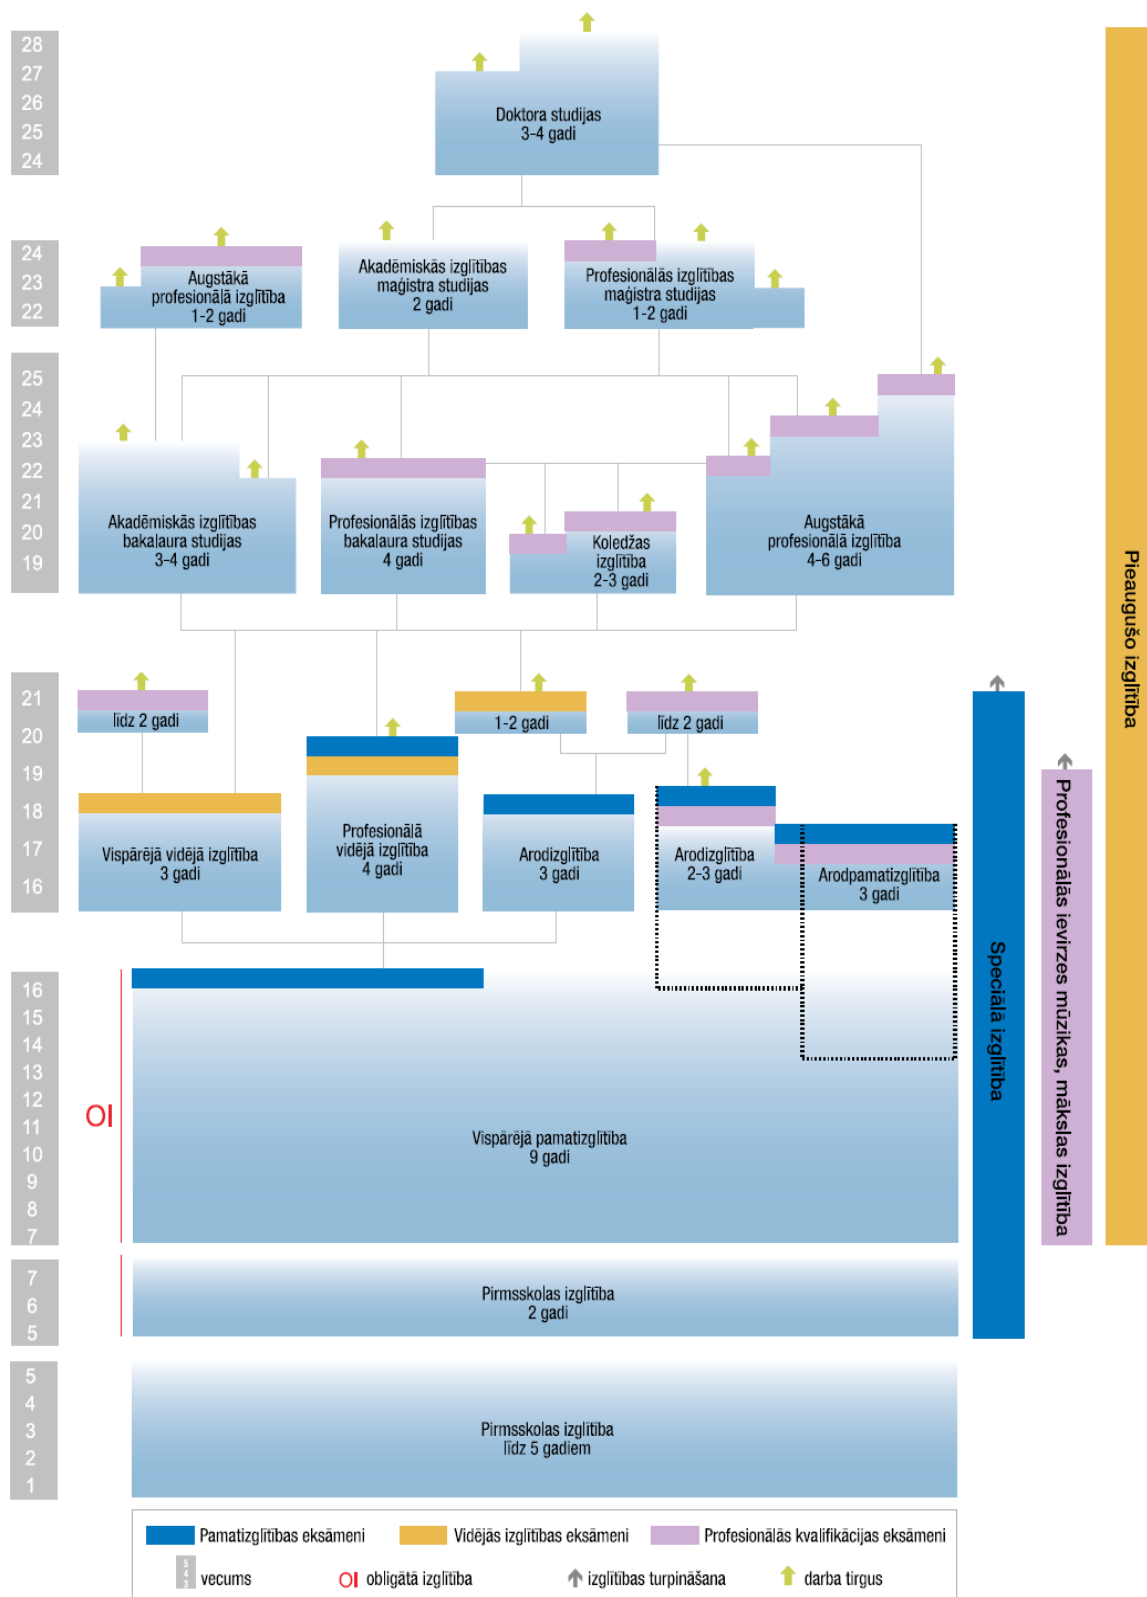 28
27
26
25
24
Doktora studijas
3-4 gadi
24
23
22
Augstākā
profesionālā izglītība
1-2 gadi
Akadēmiskās izglītības
maģistra studijas
2 gadi
Profesionālās izglītības
maģistra studijas
1-2 gadi
25
24
23
22
21
20
19
Akadēmiskās izglītības
bakalaura studijas
3-4 gadi
Profesionālās izglītības
bakalaura studijas
4 gadi
Koledžas
izglītība
2-3 gadi
Augstākā
profesionālā izglītība
4-6 gadi
21
20
19
18
17
16
līdz 2 gadi
1-2 gadi
līdz 2 gadi
Vispārējā vidējā izglītība
3 gadi
Profesionālā
vidējā izglītība
4 gadi
Arodizglītība
3 gadi
Arodizglītība
2-3 gadi
Arodpamatizglītība
3 gadi
16
15
14
13
12
11
10
9
8
7
OI
Vispārējā pamatizglītība
9 gadi
7
6
5
Pirmsskolas izglītība
2 gadi
5
4
3
2
1
Pirmsskolas izglītība
līdz 5 gadiem
Speciālā izglītība
Profesionālās ievirzes mūzikas, mākslas izglītība
Pieaugušo izglītība
Pamatizglītības eksāmeni
Vidējās izglītības eksāmeni
Profesionālās kvalifikācijas eksāmeni
5
4
3
vecums
OI obligātā izglītība
izglītības turpināšana
darba tirgus